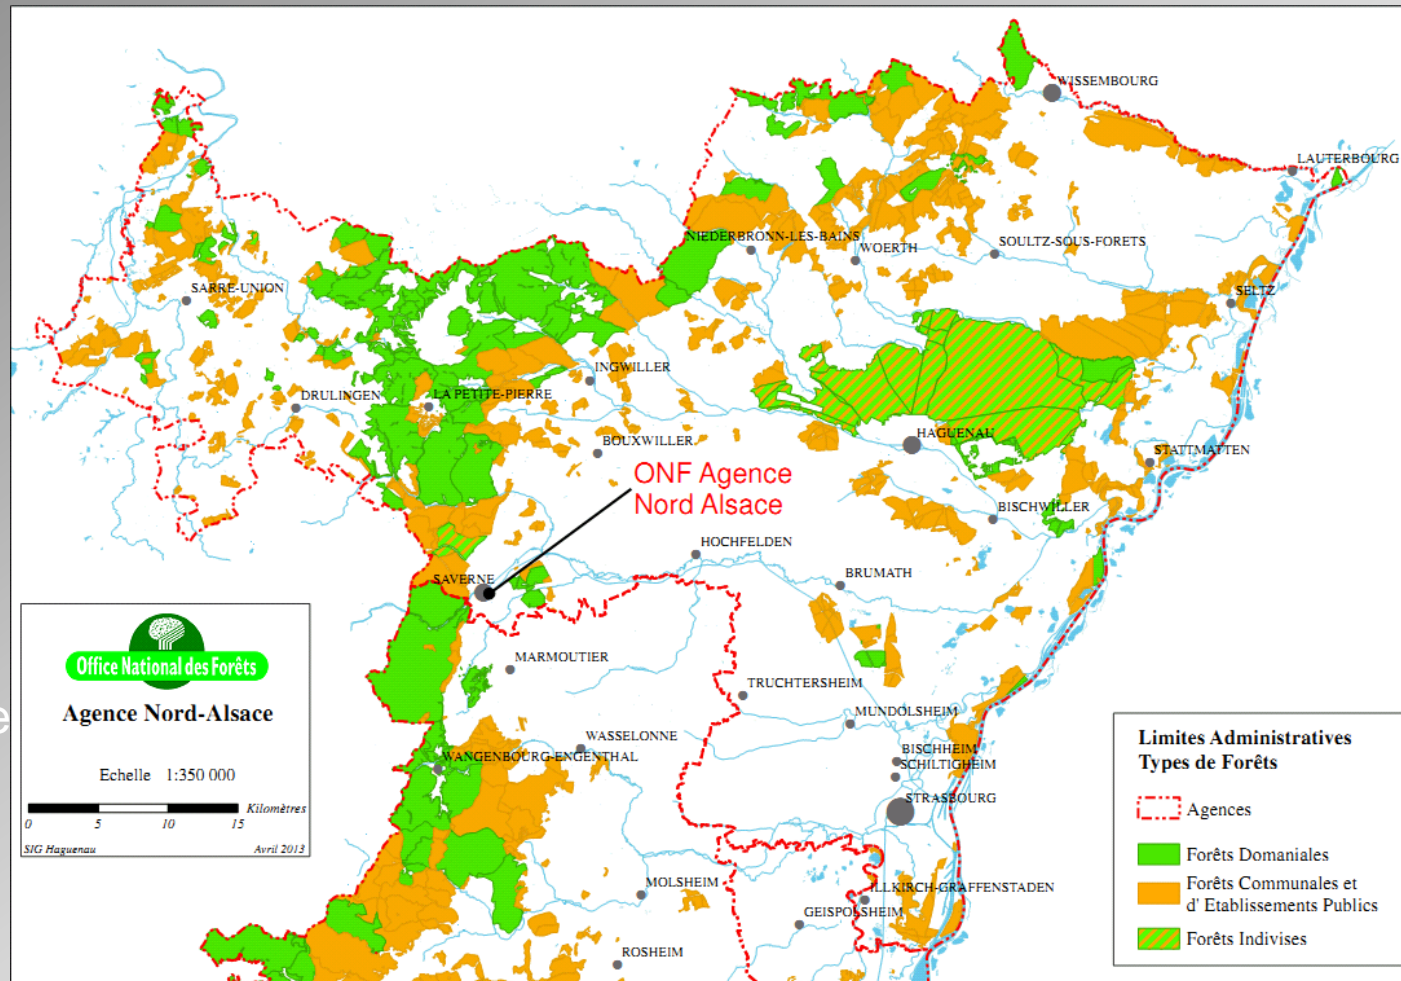 WISSEMBOURG
LAUTERBOURG
NIEDERBRONN-LES-BAINS
WOERTH
SOULTZ-SOUS-FORETS
SARRE-UNION
SELTZ
INGWILLER
DRULINGEN
LA PETITE-PIERRE
HAGUENAU
BOUXWILLER
STATTMATTEN
ONF Agence
Nord Alsace
BISCHWILLER
HOCHFELDEN
BRUMATH
SAVERNE
MARMOUTIER
TRUCHTERSHEIM
MUNDOLSHEIM
WASSELONNE
WANGENBOURG-ENGENTHAL
BISCHHEIM
SCHILTIGHEIM
STRASBOURG
MOLSHEIM
ILLKIRCH-GRAFFENSTADEN
GEISPOLSHEIM
ROSHEIM
e
Office National des Forêts
Agence Nord-Alsace
Echelle 1:350 000
Kilomètres
0 5 10 15
SIG Haguenau Avril 2013
Limites Administratives
Types de Forêts
Agences
Forêts Domaniales
Forêts Communales et
d' Etablissements Publics
Forêts Indivises